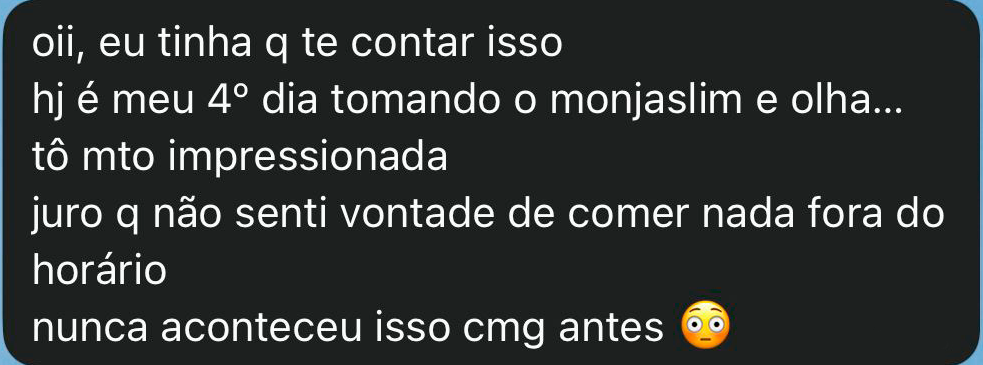 oii, eu tinha q te contar isso
hj é meu 4º dia tomando o monjaslim e olha...
tô mto impressionada
juro q não senti vontade de comer nada fora do
horário
nunca aconteceu isso cmg antes 😳